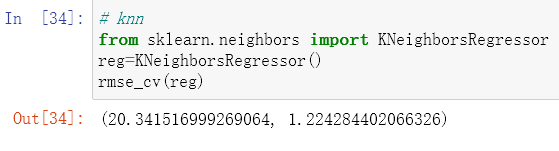 In [34]: # knn
from sklearn.neighbors import KNeighborsRegressor
reg=KNeighborsRegressor()
rmse_cv(reg)
Out[34]: (20.341516999269064, 1.224284402066326)